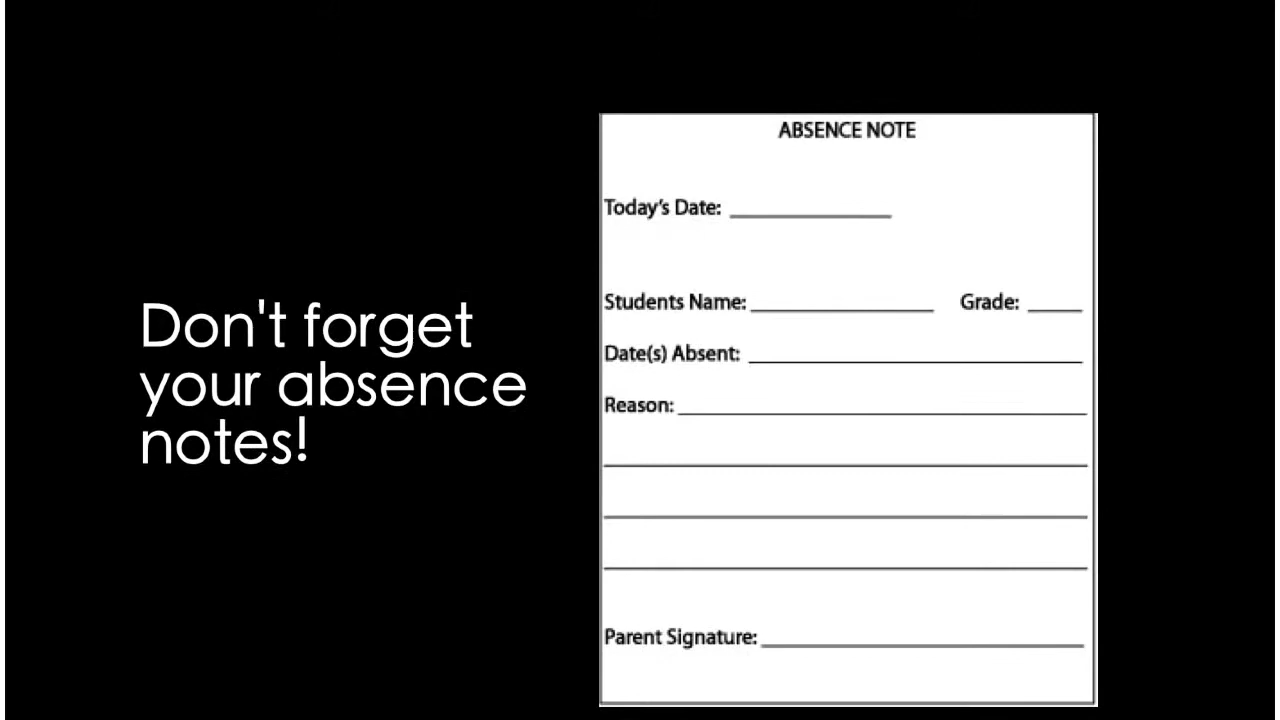 Don't forget
your absence
notes!
ABSENCE NOTE
Today's Date:
Students Name: Grade:
Date(s) Absent:
Reason:
Parent Signature: